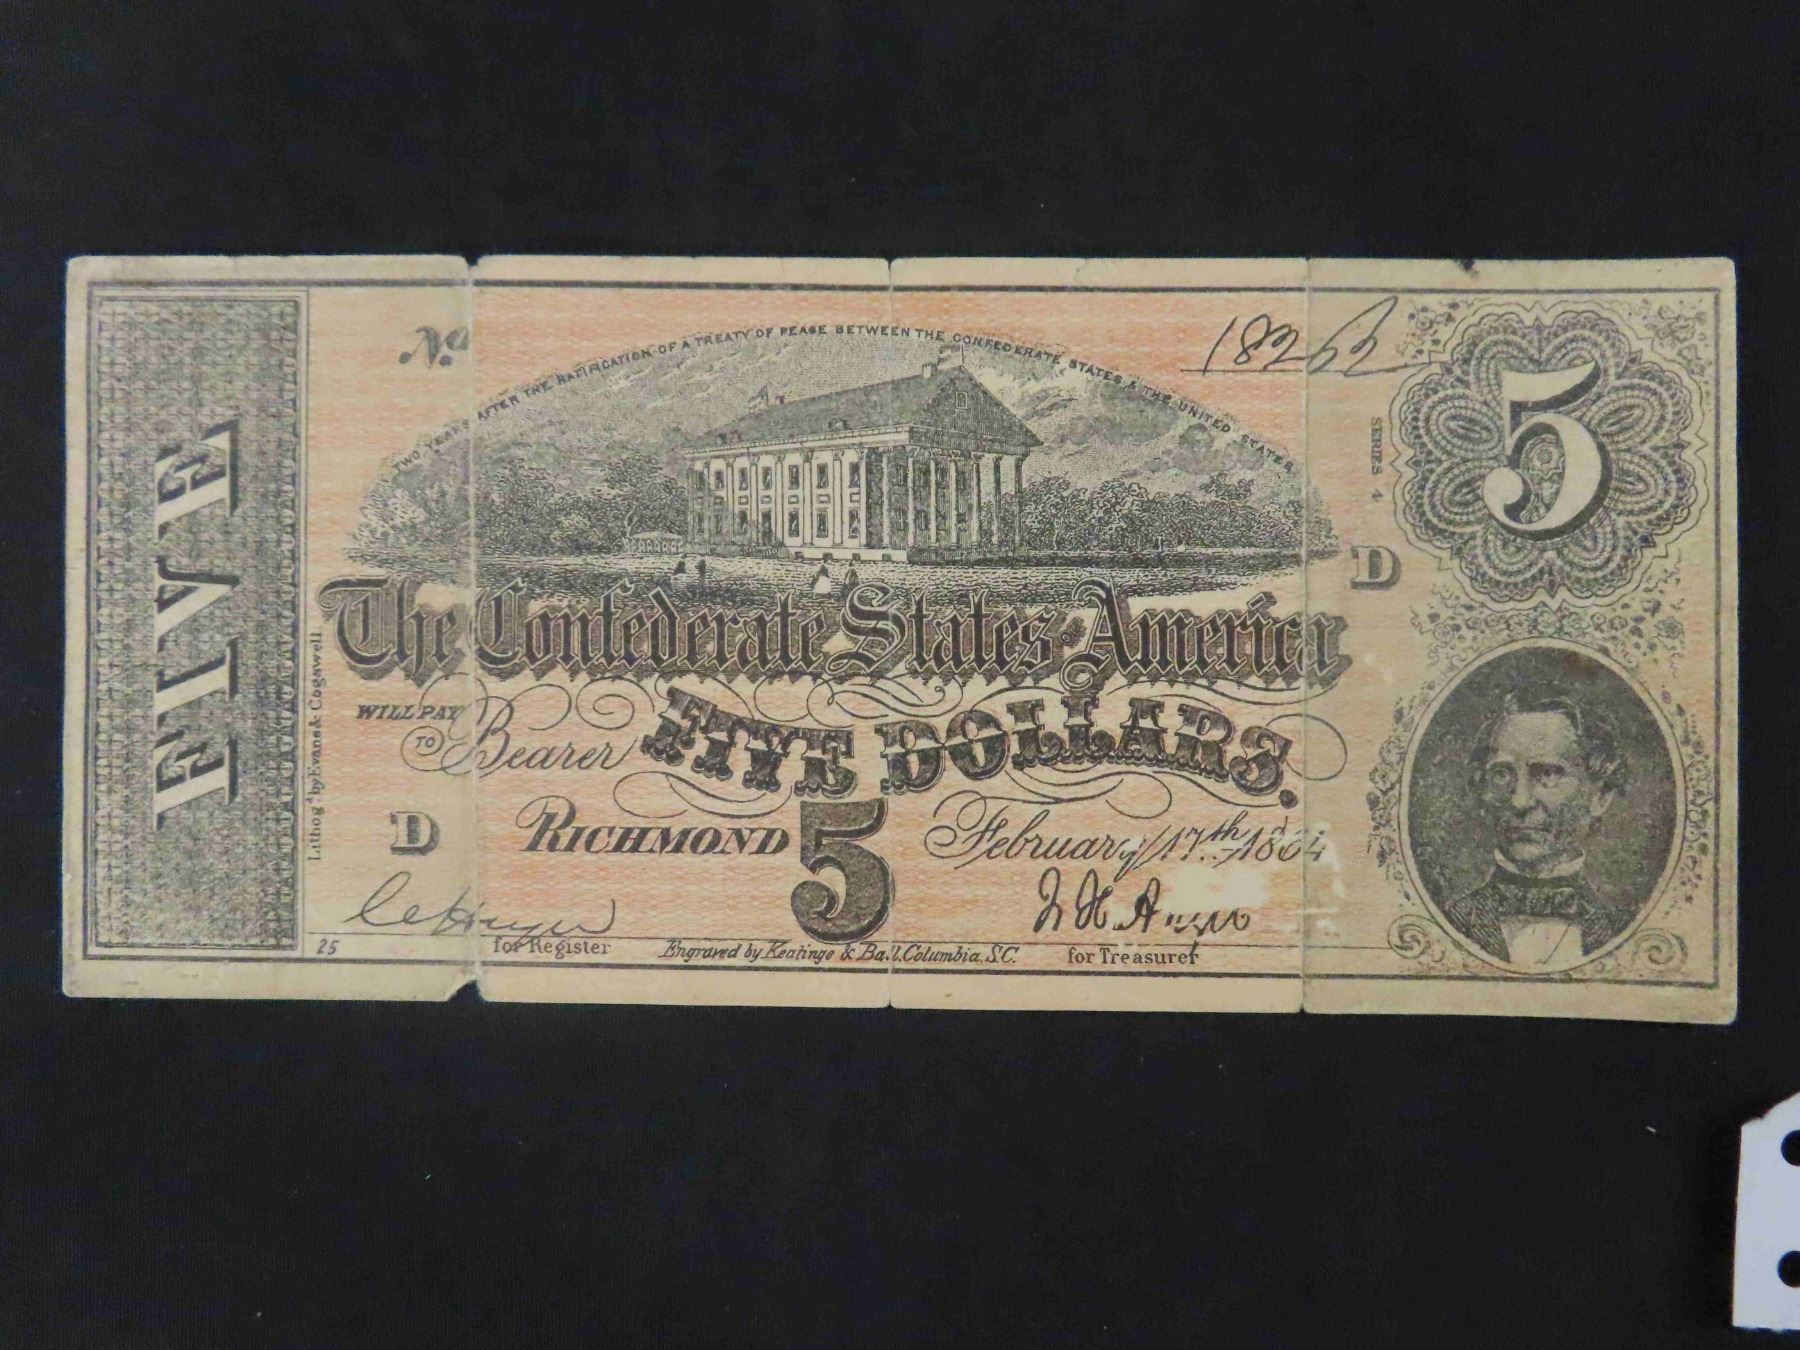 FIVE
No
18262
TWO YEARS AFTER THE RATIFICATION OF A TREATY OF PEACE BETWEEN THE CONFEDERATE STATES & THE UNITED STATES
SERIES 4
5
D
The Confederate States of America
WILL PAY
TO Bearer FIVE DOLLARS.
D
RICHMOND 5 February 17th 1864
Lithog'd by Evans & Cogswell
25
for Register
Engraved by Keatinge & Ball, Columbia, S.C.
for Treasurer